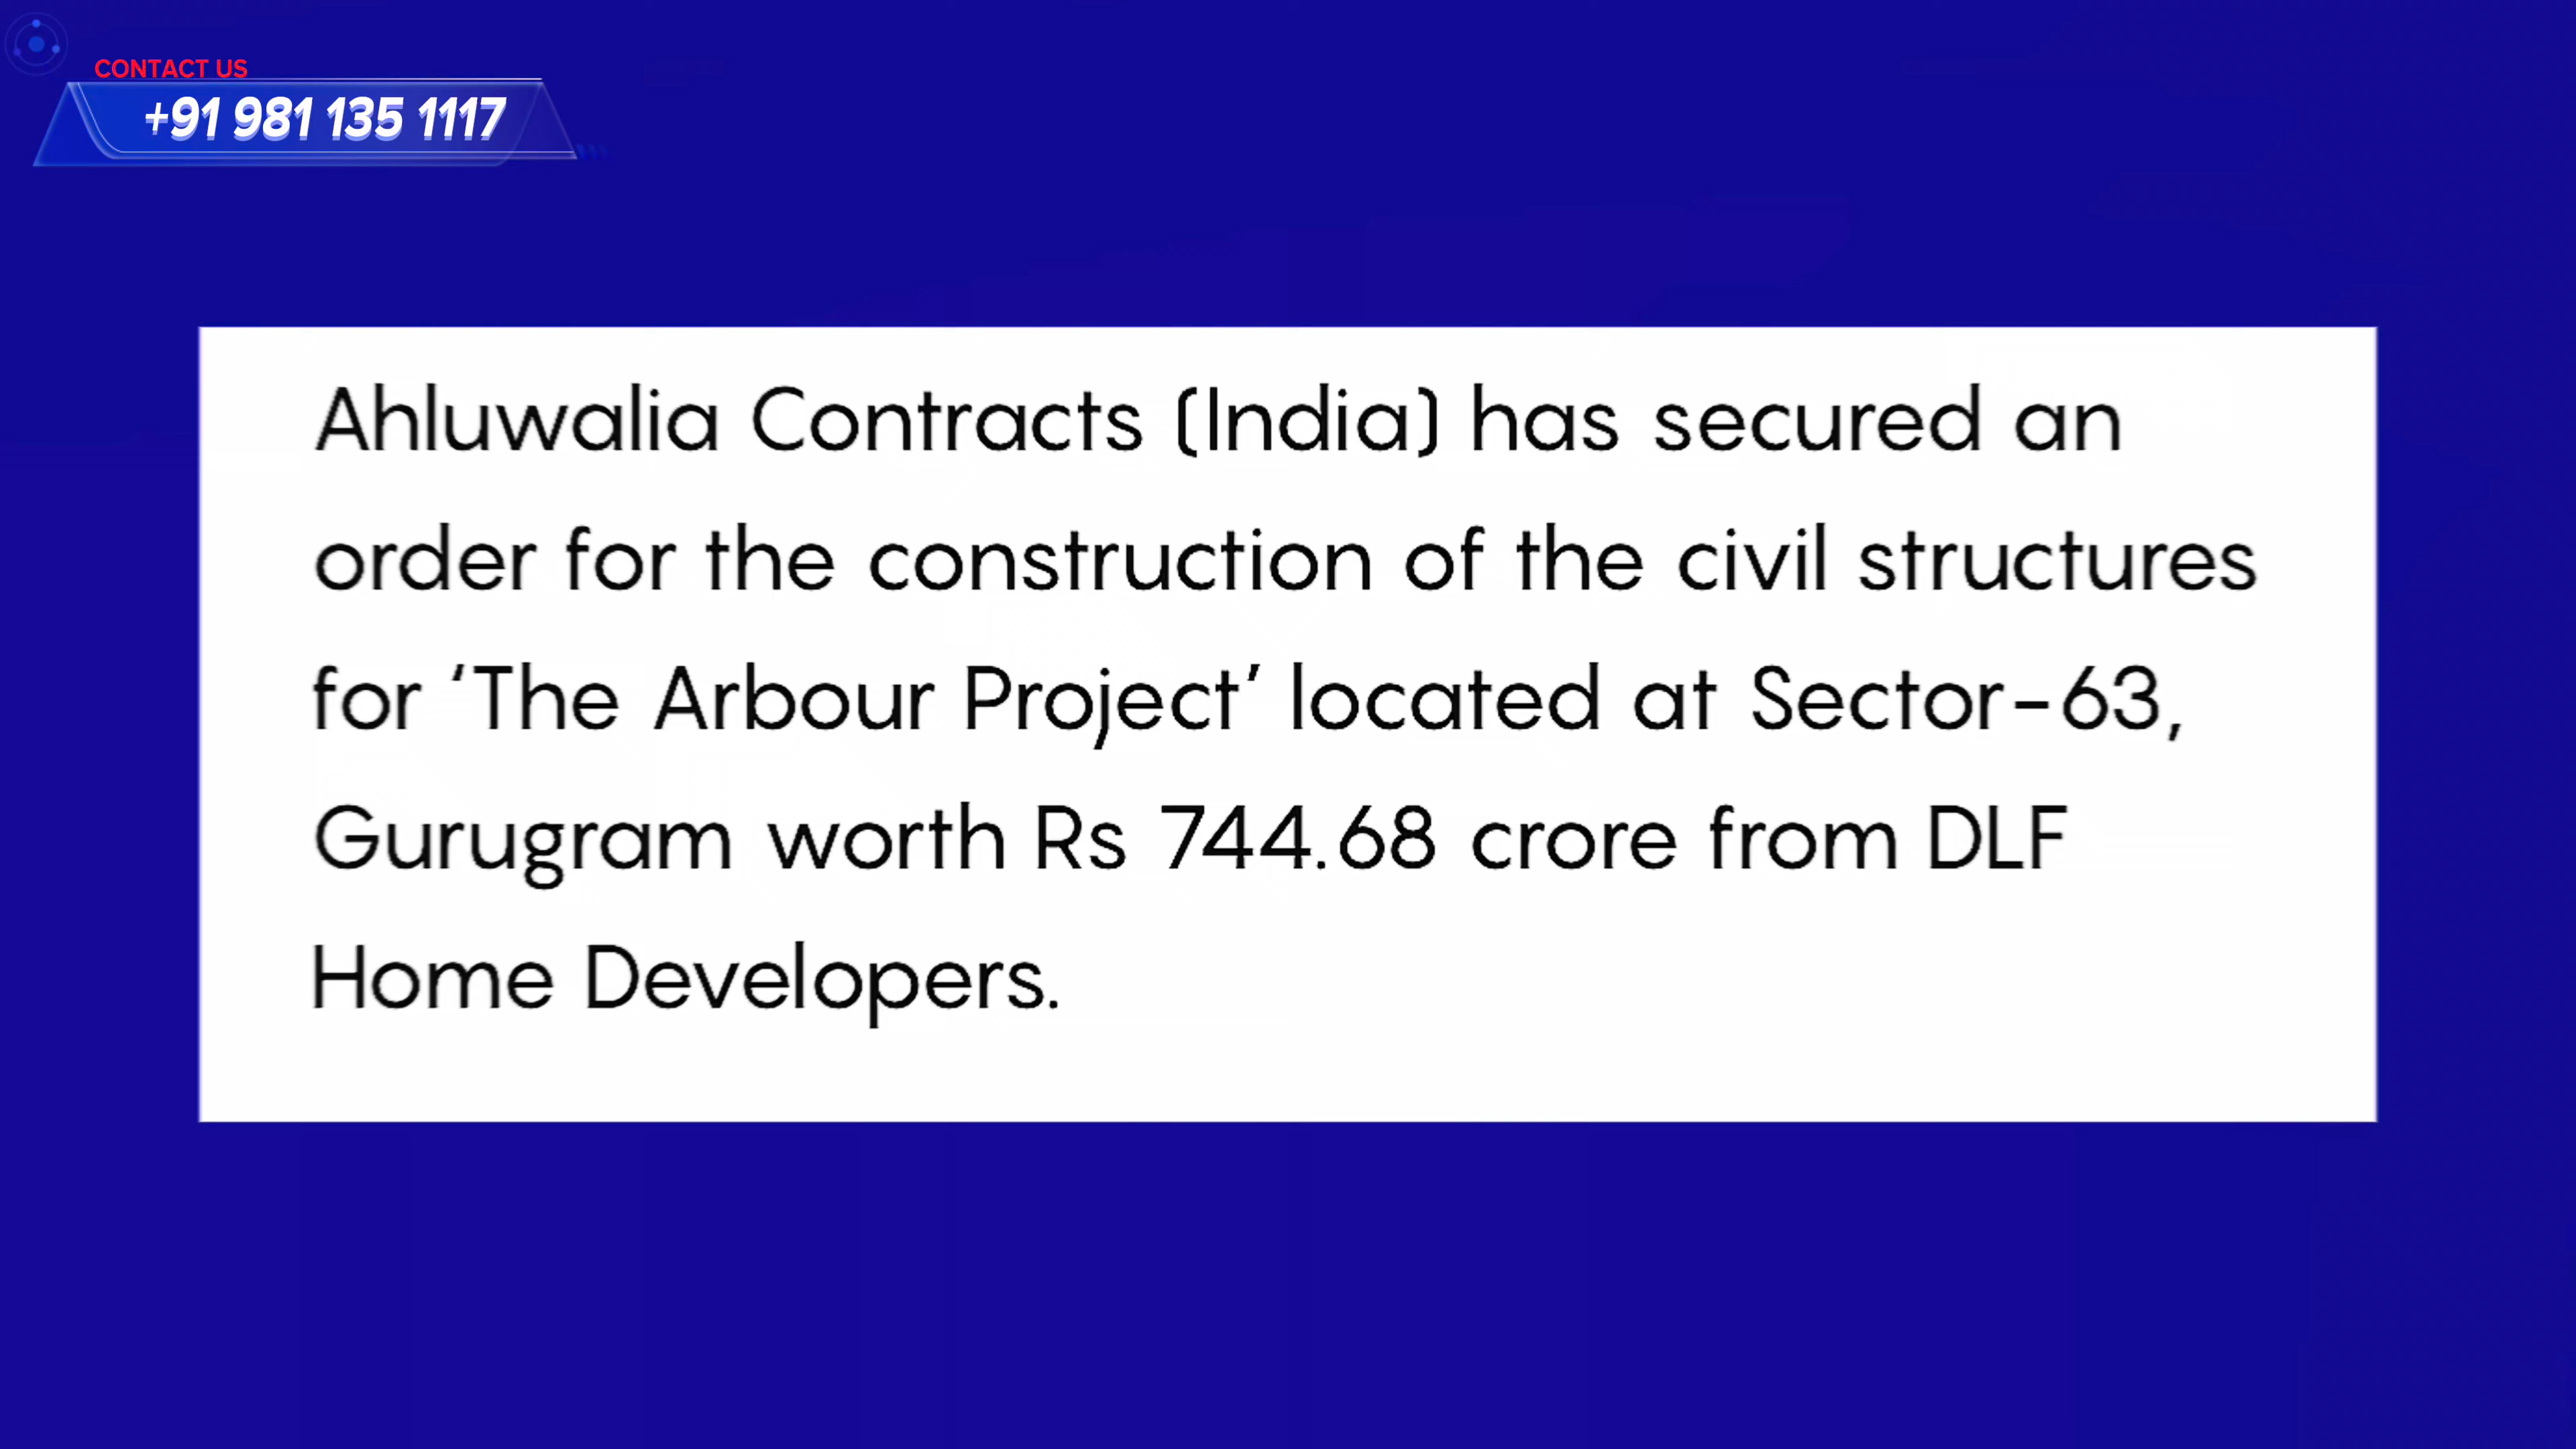 CONTACT US
+91 981 135 1117
Ahluwalia Contracts (India) has secured an
order for the construction of the civil structures
for ‘The Arbour Project’ located at Sector-63,
Gurugram worth Rs 744.68 crore from DLF
Home Developers.